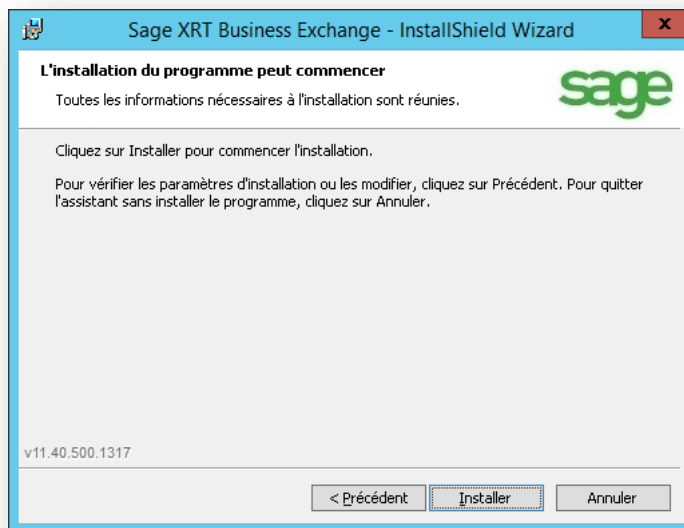 Sage XRT Business Exchange - InstallShield Wizard
x
L'installation du programme peut commencer
Toutes les informations nécessaires à l'installation sont réunies.
sage
Cliquez sur Installer pour commencer l'installation.
Pour vérifier les paramètres d'installation ou les modifier, cliquez sur Précédent. Pour quitter
l'assistant sans installer le programme, cliquez sur Annuler.
v11.40.500.1317
< Précédent Installer Annuler